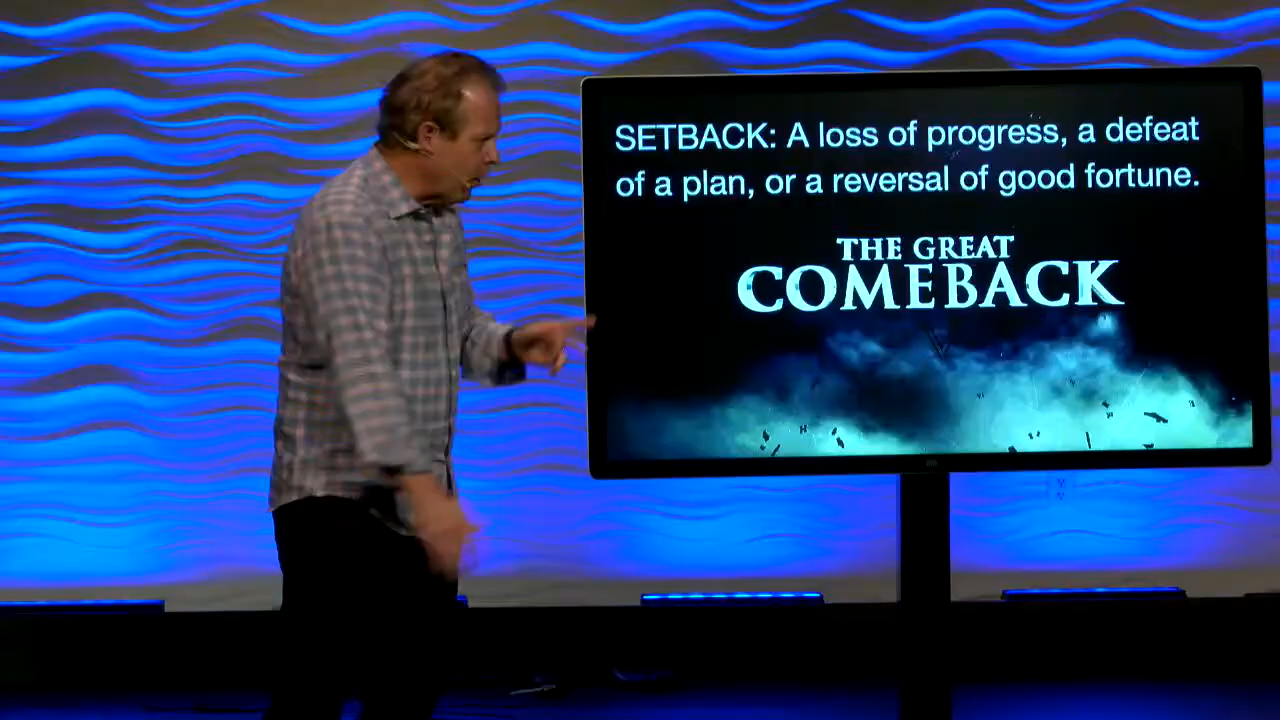 SETBACK: A loss of progress, a defeat
of a plan, or a reversal of good fortune.
THE GREAT
COMEBACK